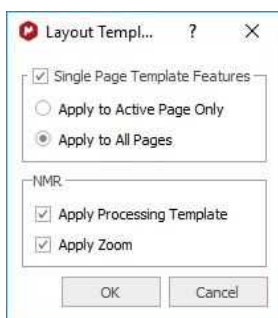 Layout Templ...
?
Single Page Template Features
Apply to Active Page Only
Apply to All Pages
NMR
Apply Processing Template
Apply Zoom
OK Cancel